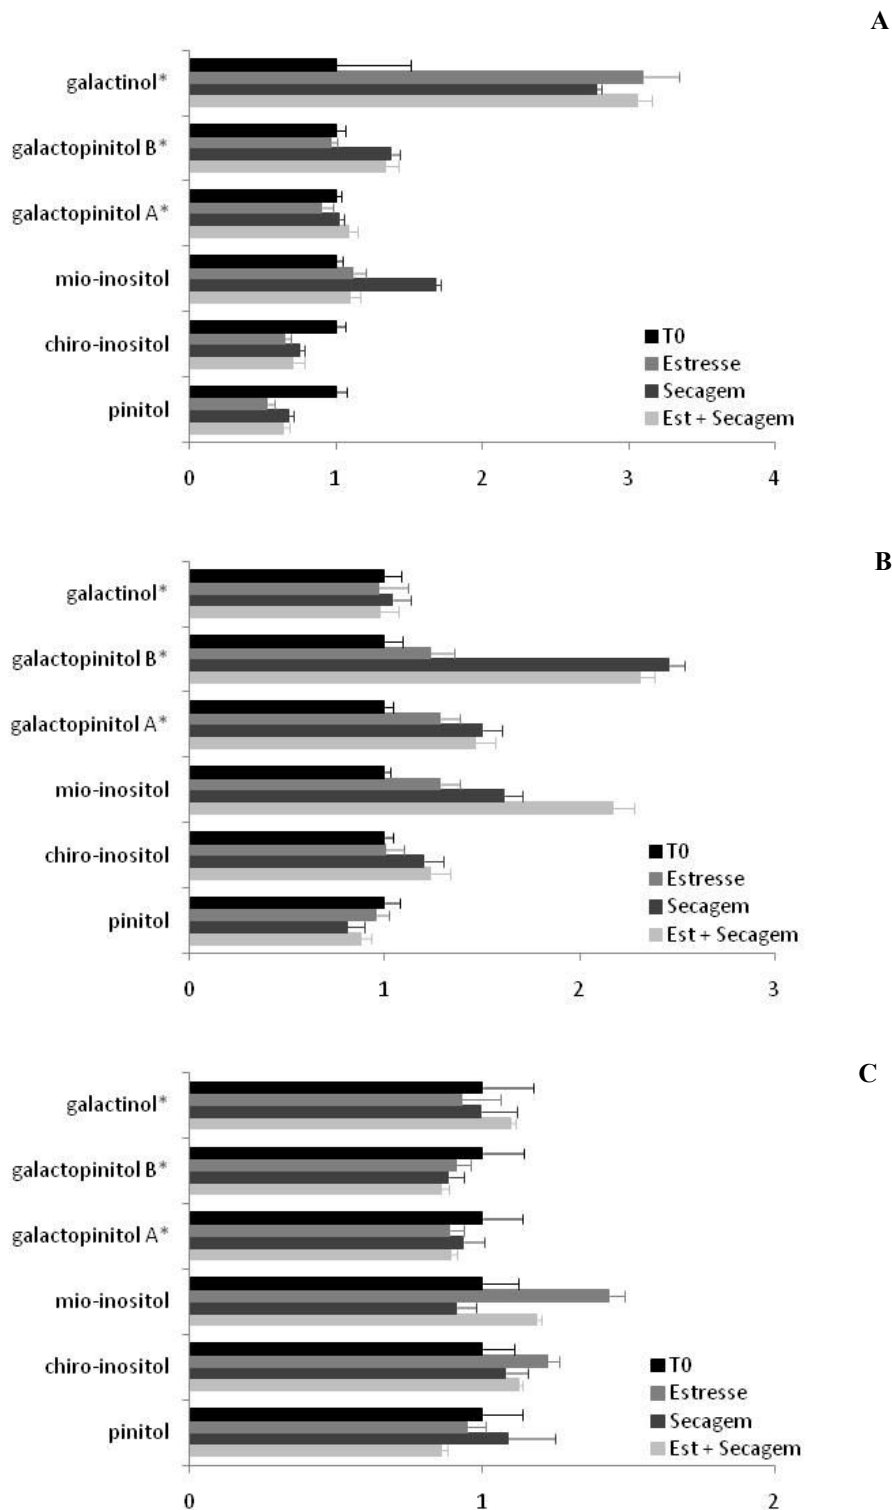 A
galactinol*
galactopinitol B*
galactopinitol A*
mio-inositol
chiro-inositol
pinitol
T0
Estresse
Secagem
Est + Secagem
0 1 2 3 4
B
galactinol*
galactopinitol B*
galactopinitol A*
mio-inositol
chiro-inositol
pinitol
T0
Estresse
Secagem
Est + Secagem
0 1 2 3
C
galactinol*
galactopinitol B*
galactopinitol A*
mio-inositol
chiro-inositol
pinitol
T0
Estresse
Secagem
Est + Secagem
0 1 2